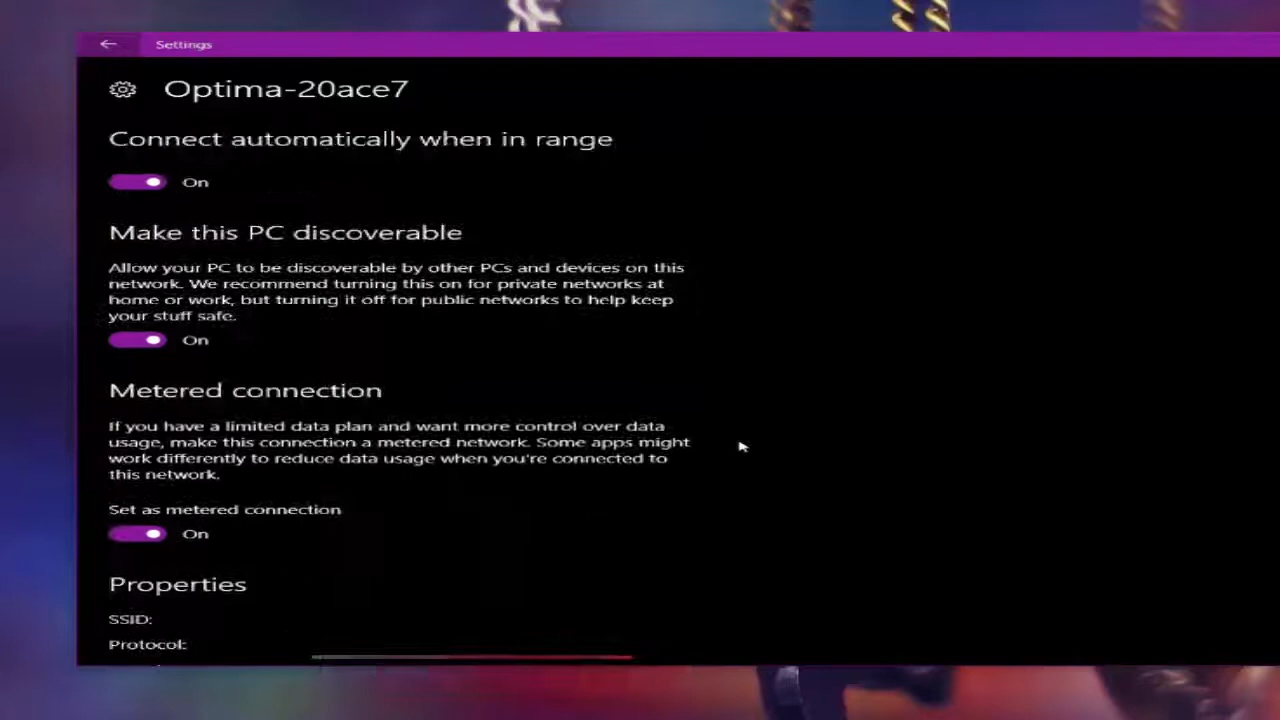 Settings
Optima-20ace7
Connect automatically when in range
On
Make this PC discoverable
Allow your PC to be discoverable by other PCs and devices on this
network. We recommend turning this on for private networks at
home or work, but turning it off for public networks to help keep
your stuff safe.
On
Metered connection
If you have a limited data plan and want more control over data
usage, make this connection a metered network. Some apps might
work differently to reduce data usage when you're connected to
this network.
Set as metered connection
On
Properties
SSID:
Protocol: